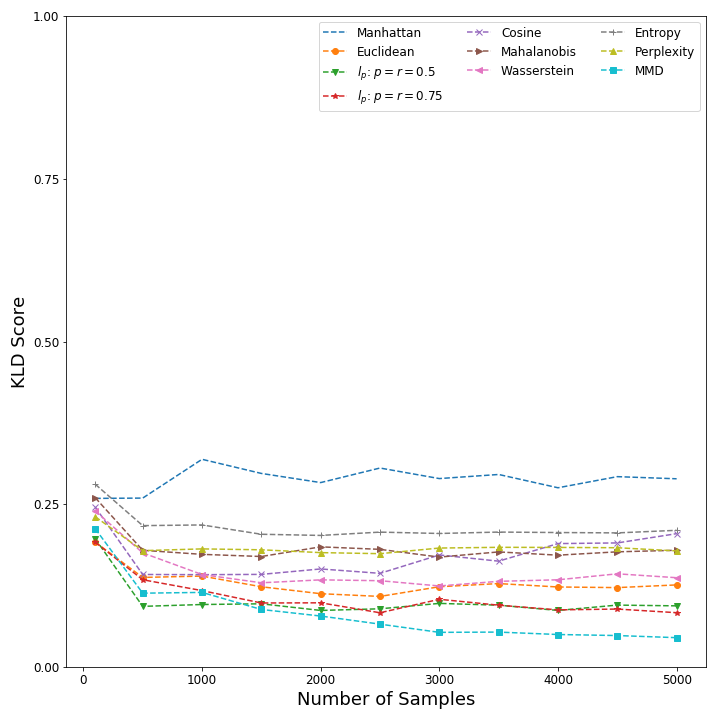 1.00
0.75
0.50
0.25
0.00
KLD Score
Manhattan
Euclidean
l_p: p = r = 0.5
l_p: p = r = 0.75
Cosine
Mahalanobis
Wasserstein
Entropy
Perplexity
MMD
0 1000 2000 3000 4000 5000
Number of Samples